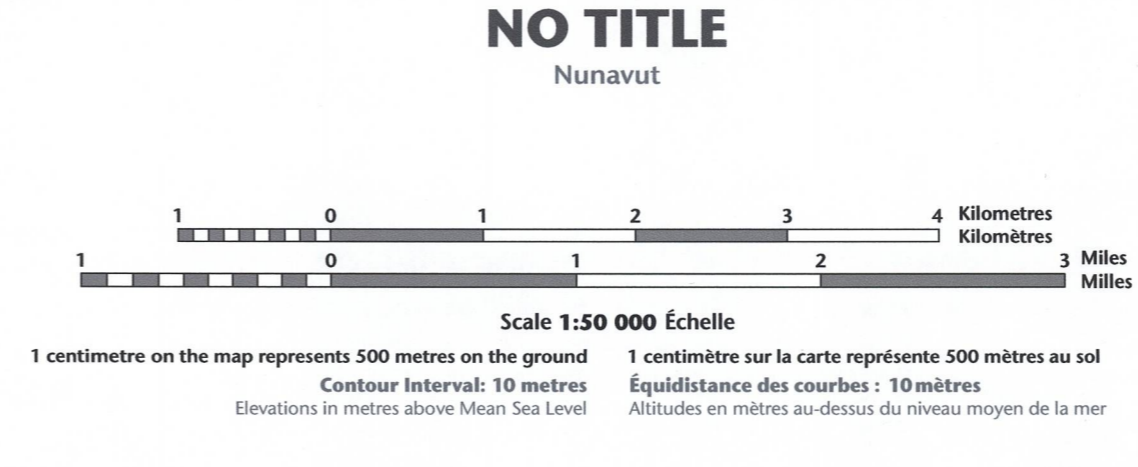 NO TITLE
Nunavut
1 0 1 2 3 4 Kilometres
Kilomètres
1 0 1 2 3 Miles
Milles
Scale 1:50 000 Échelle
1 centimetre on the map represents 500 metres on the ground
1 centimètre sur la carte représente 500 mètres au sol
Contour Interval: 10 metres
Équidistance des courbes : 10 mètres
Elevations in metres above Mean Sea Level
Altitudes en mètres au-dessus du niveau moyen de la mer